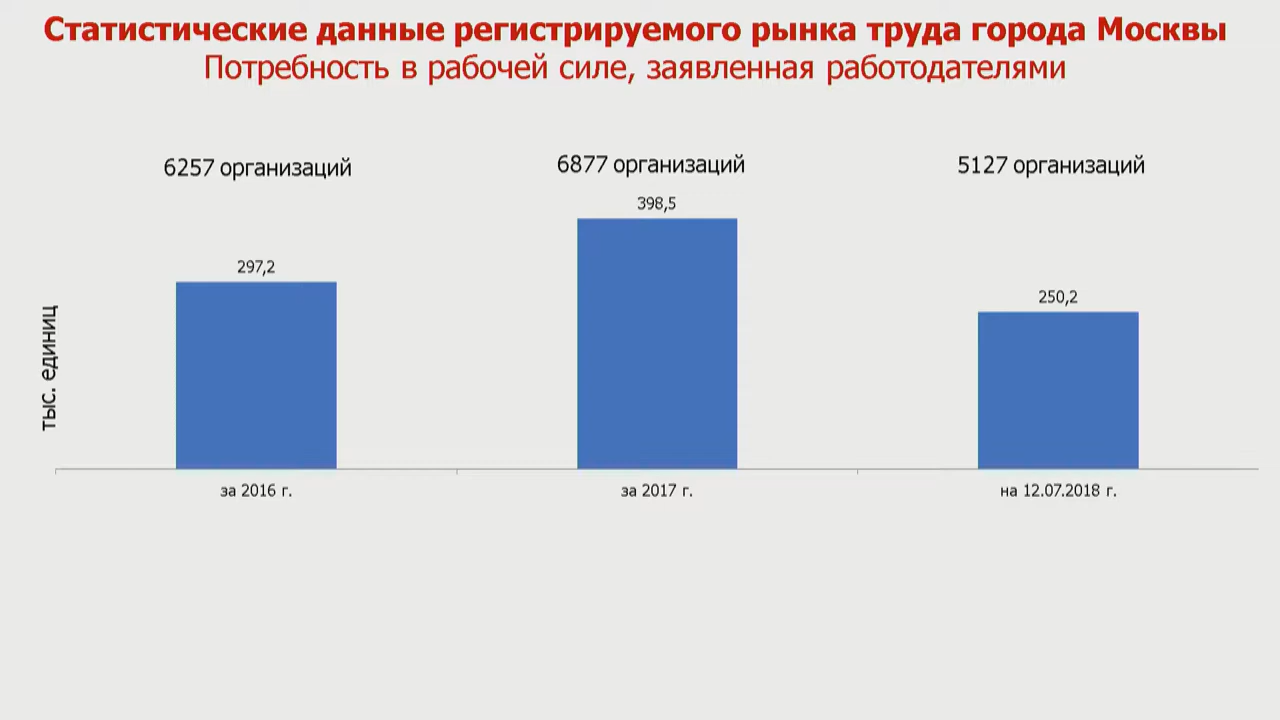 Статистические данные регистрируемого рынка труда города Москвы
Потребность в рабочей силе, заявленная работодателями
6257 организаций
6877 организаций
5127 организаций
297,2
398,5
250,2
тыс. единиц
за 2016 г.
за 2017 г.
на 12.07.2018 г.